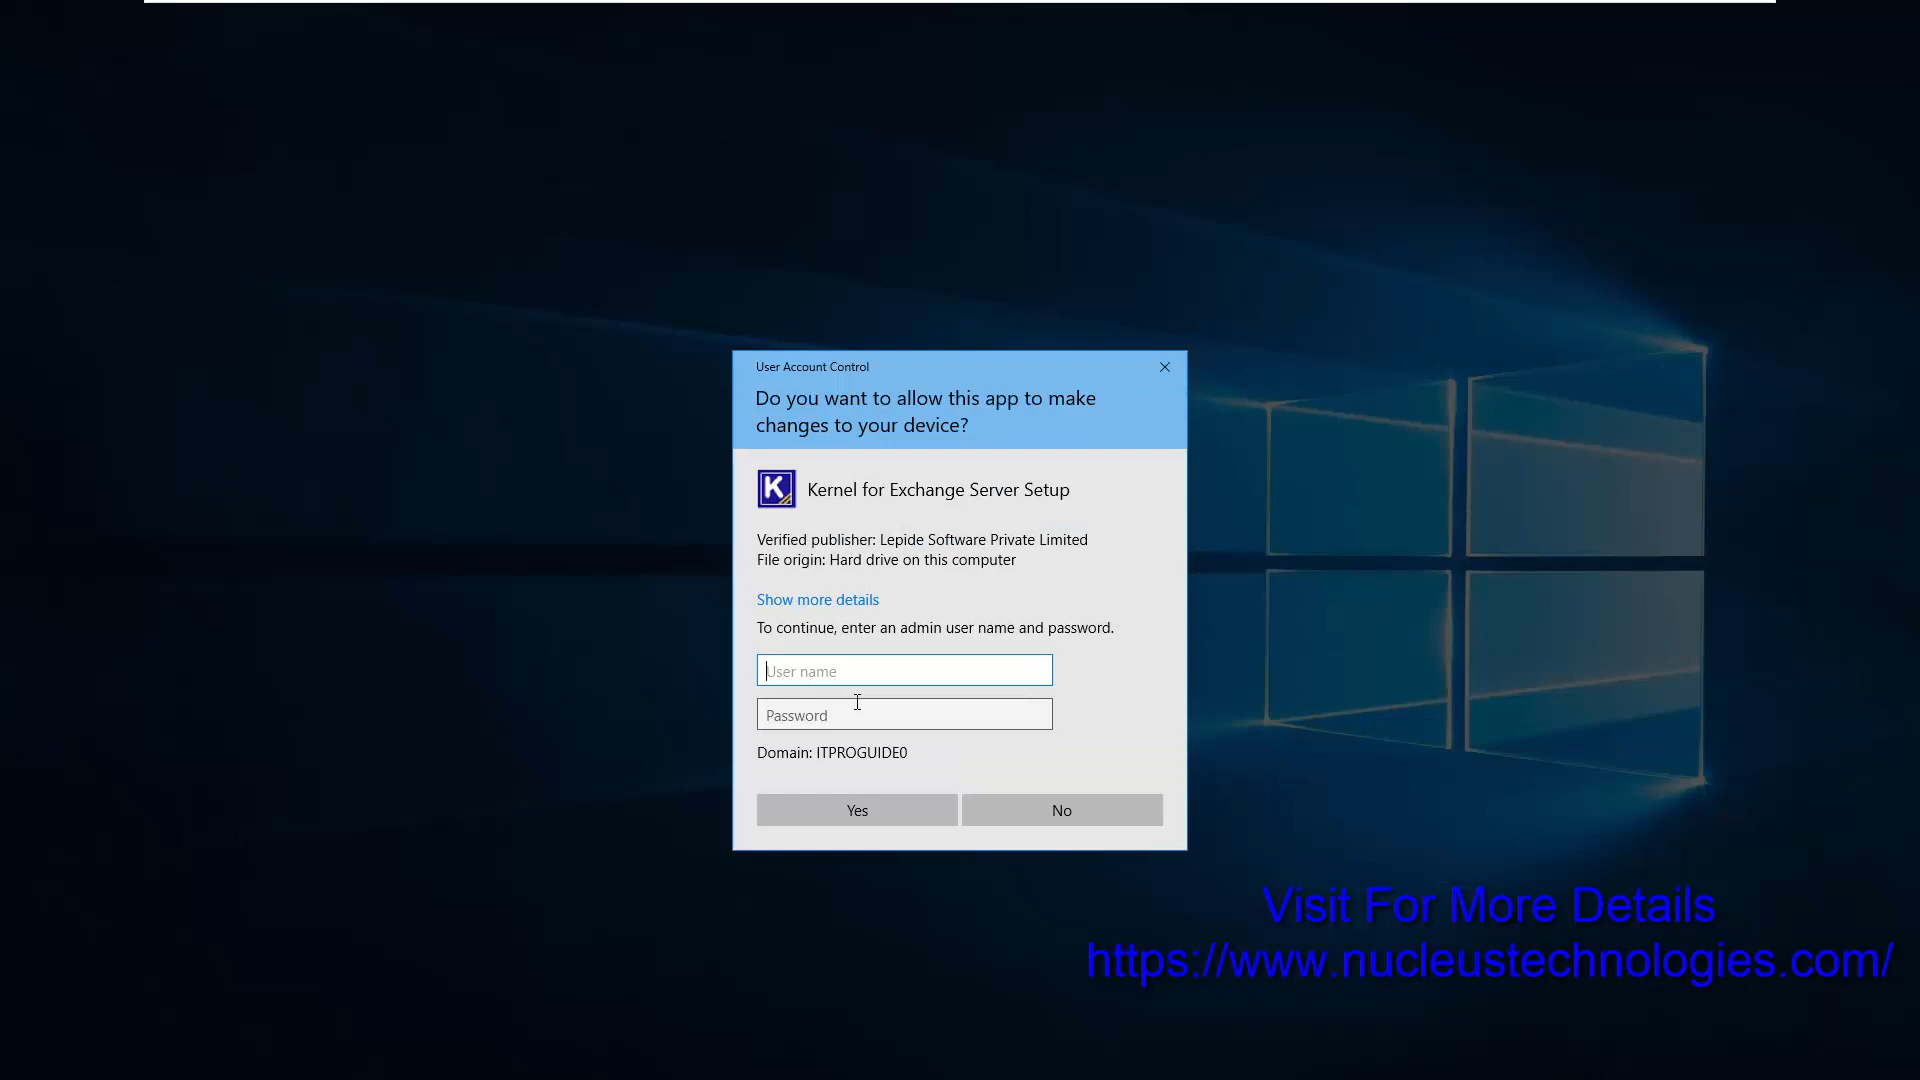 User Account Control
Do you want to allow this app to make
changes to your device?
K
Kernel for Exchange Server Setup
Verified publisher: Lepide Software Private Limited
File origin: Hard drive on this computer
Show more details
To continue, enter an admin user name and password.
User name
Password
Domain: ITPROGUIDE0
Yes
No
Visit For More Details
https://www.nucleustechnologies.com/